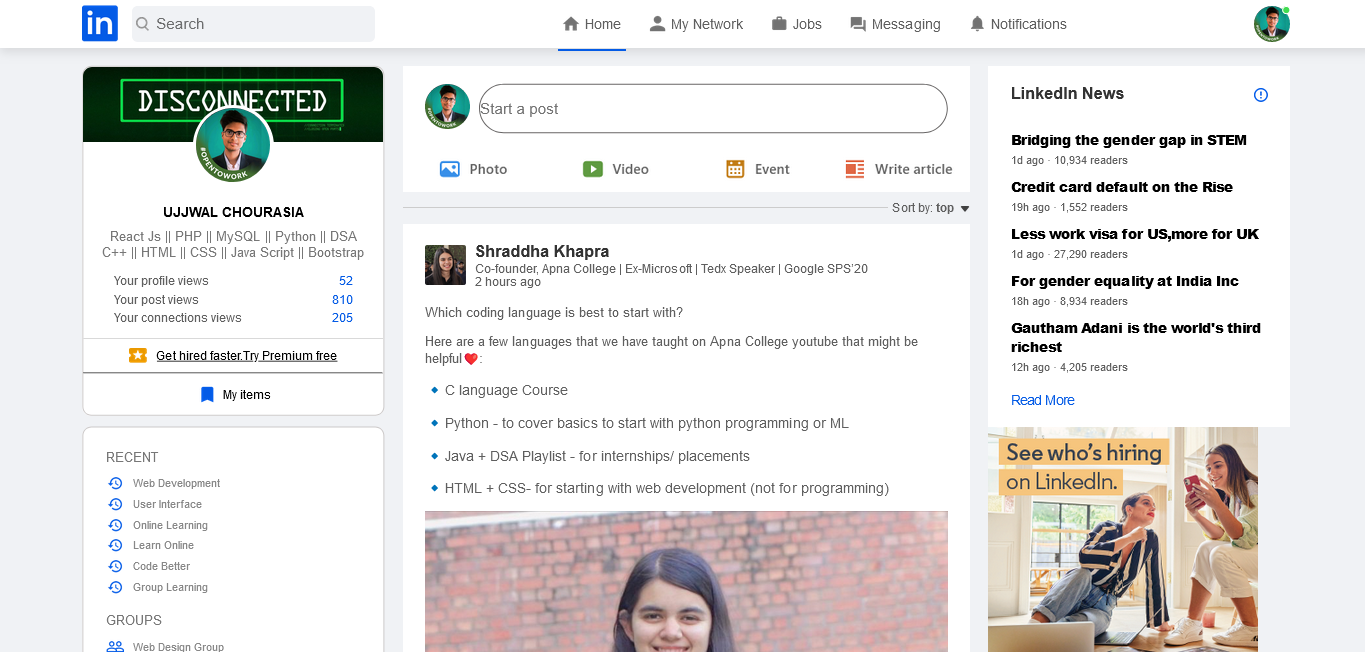 in
Search
Home
My Network
Jobs
Messaging
Notifications
DISCONNECTED
#OPENTOWORK
UJJWAL CHOURASIA
React Js || PHP || MySQL || Python || DSA
C++ || HTML || CSS || Java Script || Bootstrap
Your profile views 52
Your post views 810
Your connections views 205
Get hired faster.Try Premium free
My items
RECENT
Web Development
User Interface
Online Learning
Learn Online
Code Better
Group Learning
GROUPS
Web Design Group
Start a post
Photo
Video
Event
Write article
Sort by: top
Shraddha Khapra
Co-founder, Apna College | Ex-Microsoft | Tedx Speaker | Google SPS'20
2 hours ago
Which coding language is best to start with?
Here are a few languages that we have taught on Apna College youtube that might be
helpful❤️:
🔹 C language Course
🔹 Python - to cover basics to start with python programming or ML
🔹 Java + DSA Playlist - for internships/ placements
🔹 HTML + CSS- for starting with web development (not for programming)
LinkedIn News
Bridging the gender gap in STEM
1d ago · 10,934 readers
Credit card default on the Rise
19h ago · 1,552 readers
Less work visa for US,more for UK
1d ago · 27,290 readers
For gender equality at India Inc
18h ago · 8,934 readers
Gautham Adani is the world's third
richest
12h ago · 4,205 readers
Read More
See who's hiring
on LinkedIn.